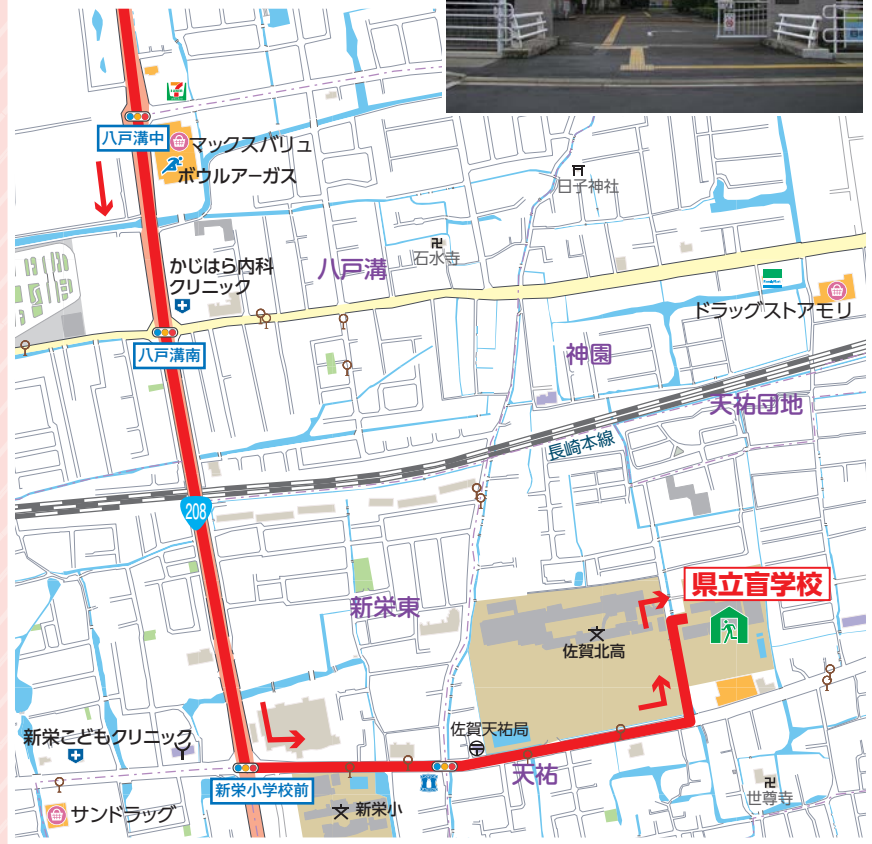 八戸溝中
マックスバリュ
ボウルアーガス
日子神社
かじはら内科
クリニック
八戸溝
石水寺
ドラッグストアモリ
八戸溝南
神園
天祐団地
長崎本線
208
県立盲学校
新栄東
佐賀北高
佐賀天祐局
新栄こどもクリニック
天祐
新栄小学校前
世尊寺
サンドラッグ
新栄小